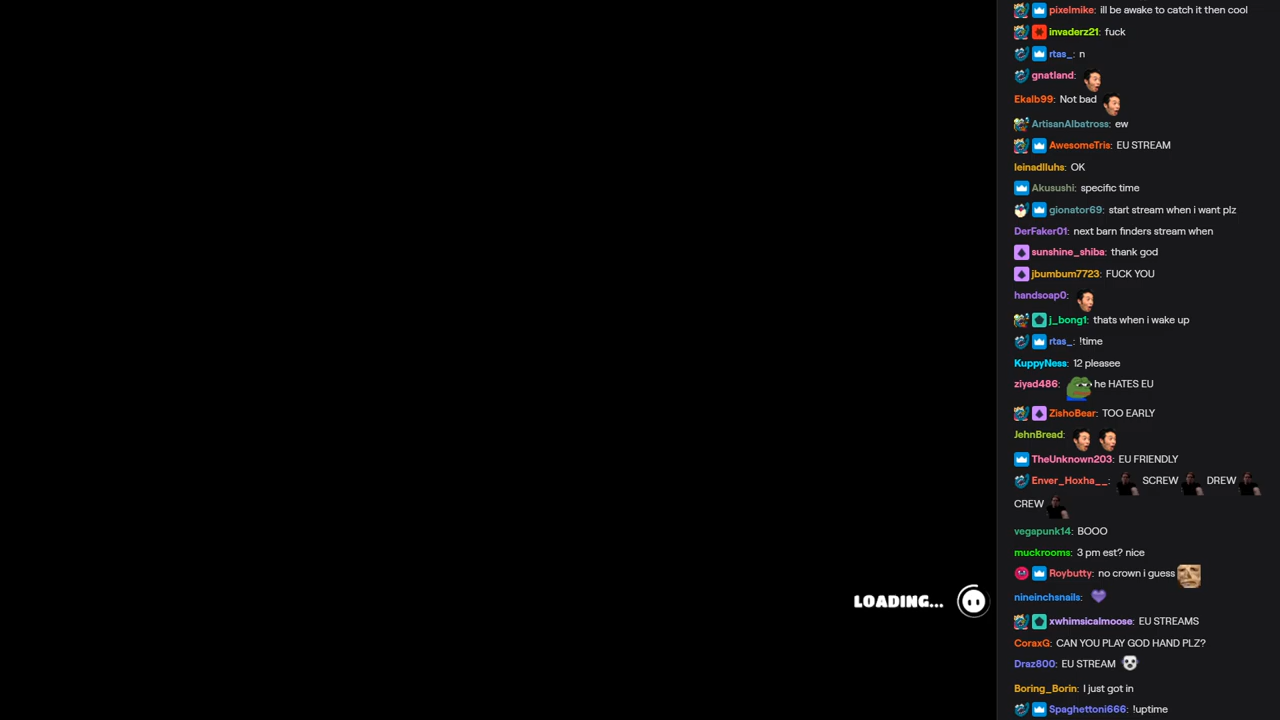 pixelmike: ill be awake to catch it then cool
invaderz21: fuck
rtas_: n
gnatland:
Ekalb99: Not bad
ArtisanAlbatross: ew
AwesomeTris: EU STREAM
leinadlluhs: OK
Akusushi: specific time
gionator69: start stream when i want plz
DerFaker01: next barn finders stream when
sunshine_shiba: thank god
jbumbum7723: FUCK YOU
handsoap0:
j_bong1: thats when i wake up
rtas_: !time
KuppyNess: 12 pleasee
ziyad486: he HATES EU
ZishoBear: TOO EARLY
JehnBread:
TheUnknown203: EU FRIENDLY
Enver_Hoxha__: SCREW DREW
CREW
vegapunk14: BOOO
muckrooms: 3 pm est? nice
Roybutty: no crown i guess
nineinchsnails:
xwhimsicalmoose: EU STREAMS
CoraxG: CAN YOU PLAY GOD HAND PLZ?
Draz800: EU STREAM
Boring_Borin: I just got in
Spaghettoni666: !uptime
LOADING...